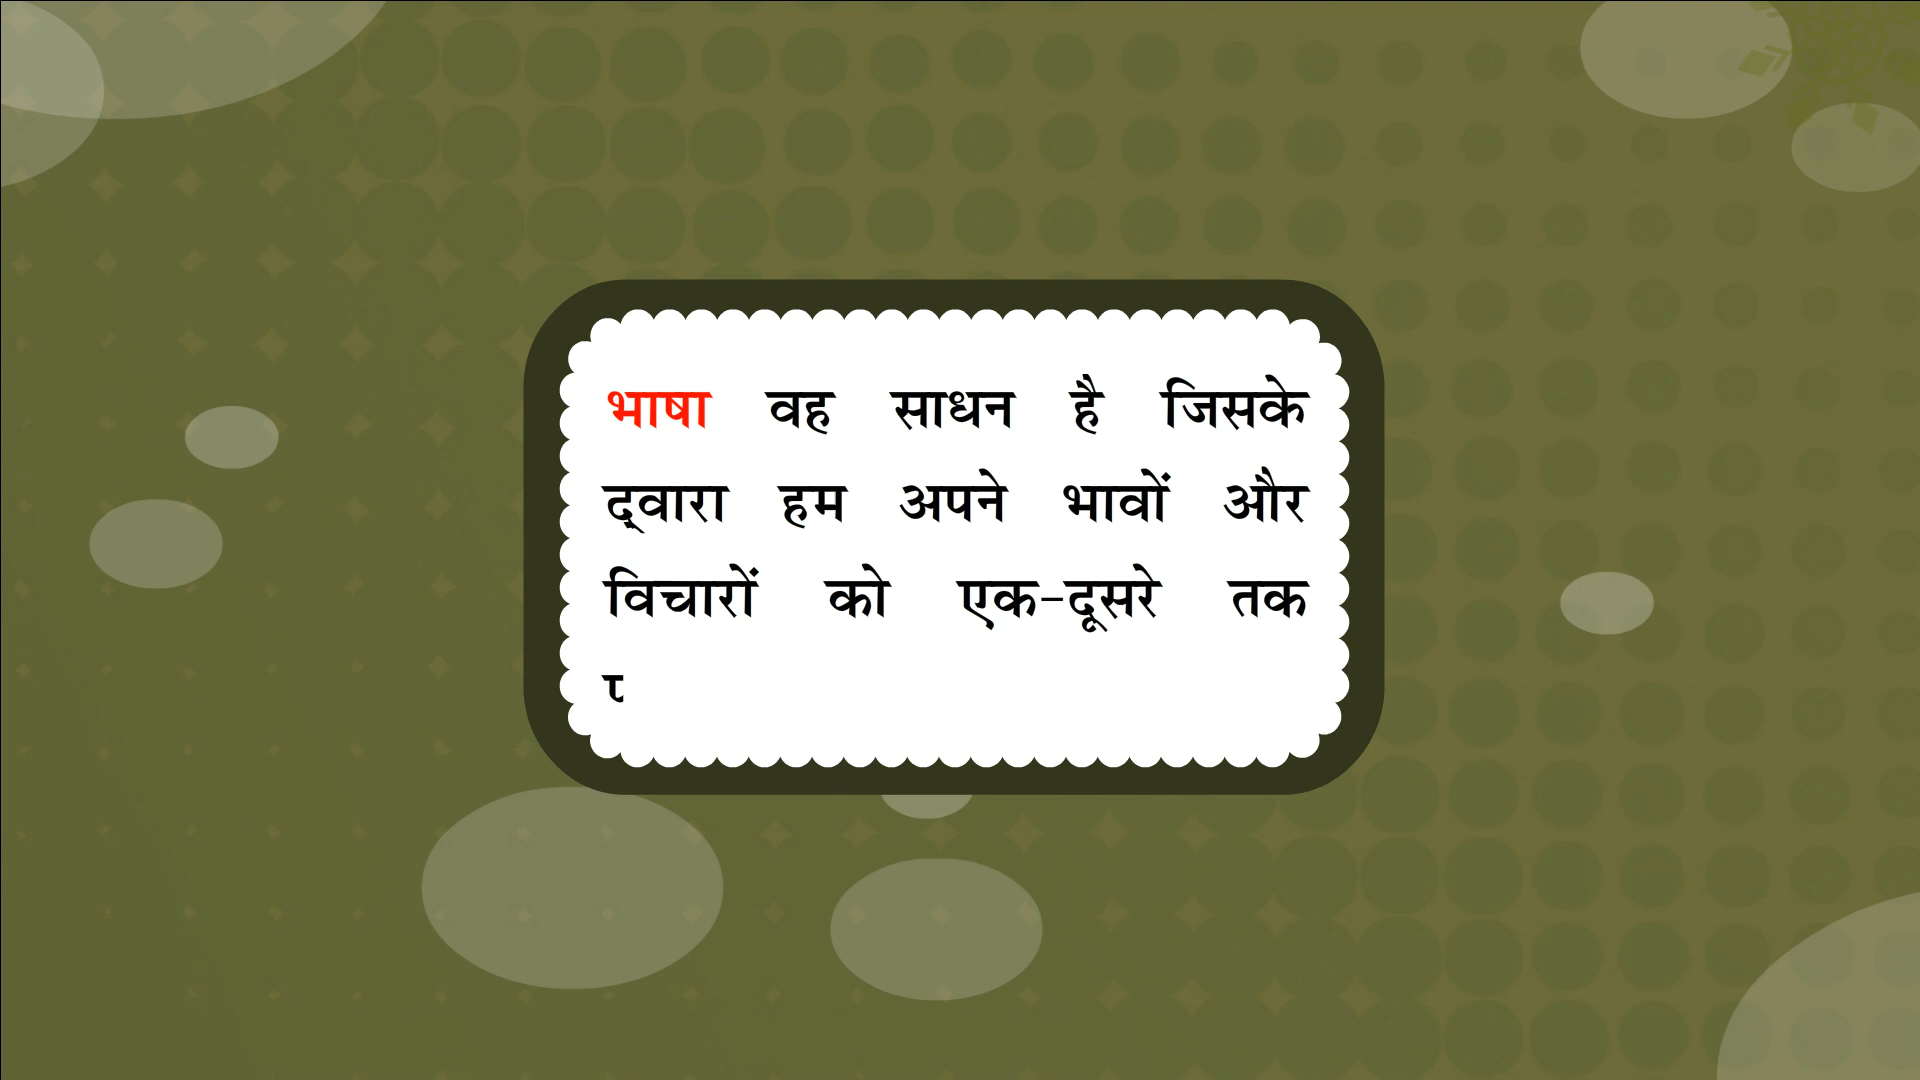 भाषा वह साधन है जिसके
द्‌वारा हम अपने भावों और
विचारों को एक-दूसरे तक